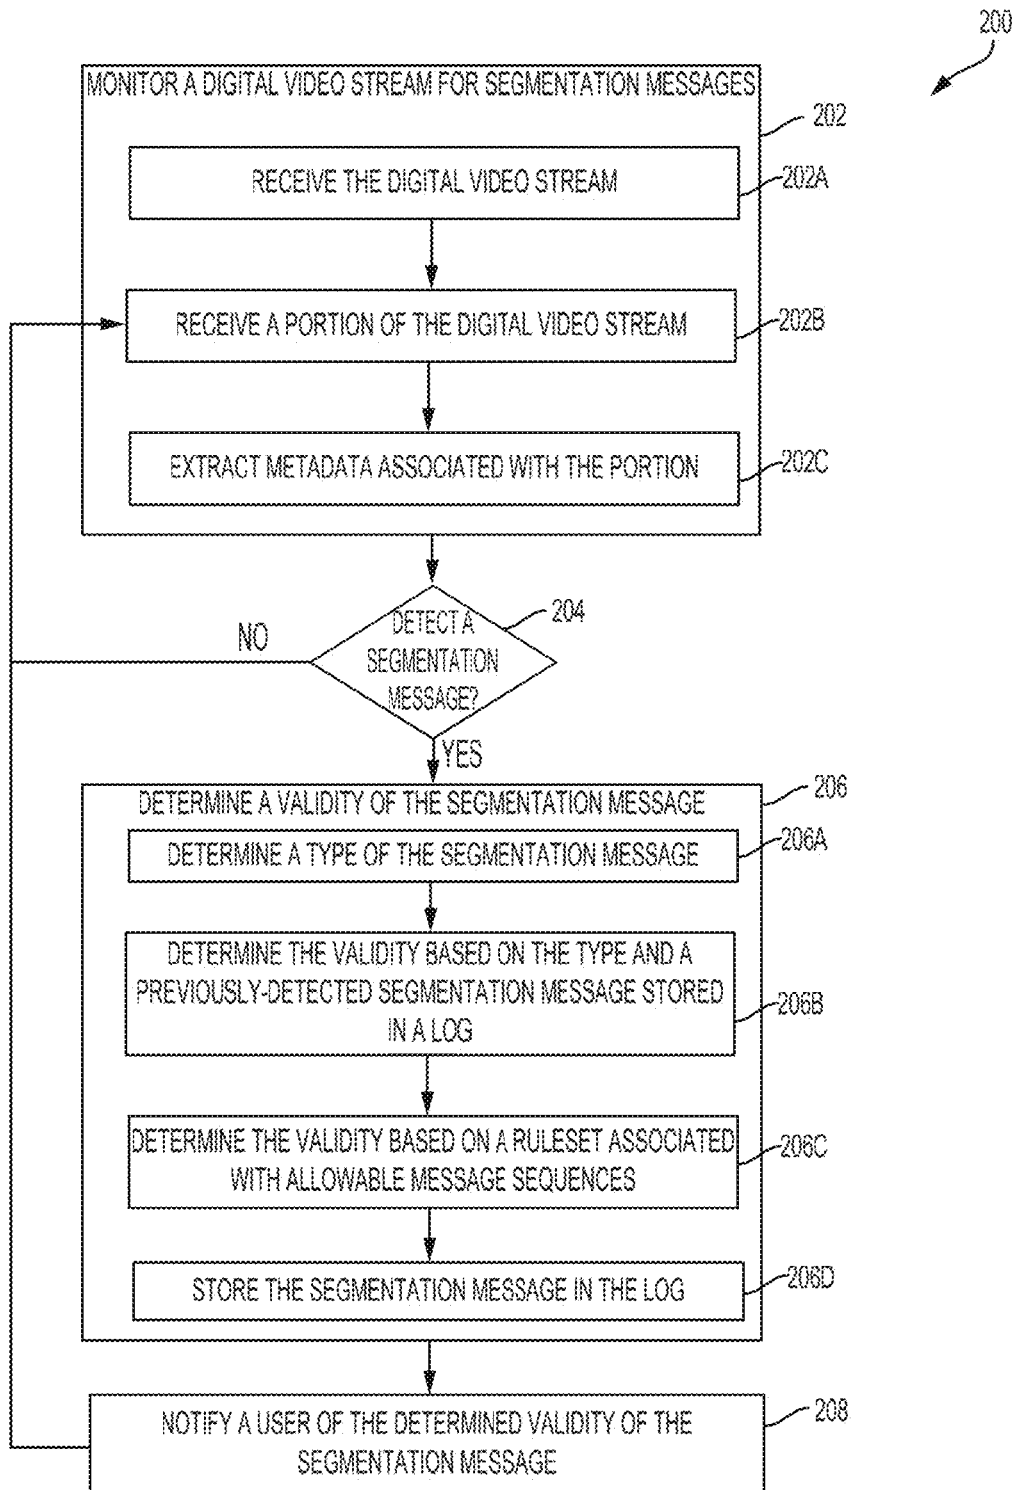 200
MONITOR A DIGITAL VIDEO STREAM FOR SEGMENTATION MESSAGES
202
RECEIVE THE DIGITAL VIDEO STREAM
202A
RECEIVE A PORTION OF THE DIGITAL VIDEO STREAM
202B
EXTRACT METADATA ASSOCIATED WITH THE PORTION
202C
DETECT A
SEGMENTATION
MESSAGE?
204
NO
YES
DETERMINE A VALIDITY OF THE SEGMENTATION MESSAGE
206
DETERMINE A TYPE OF THE SEGMENTATION MESSAGE
206A
DETERMINE THE VALIDITY BASED ON THE TYPE AND A
PREVIOUSLY-DETECTED SEGMENTATION MESSAGE STORED
IN A LOG
206B
DETERMINE THE VALIDITY BASED ON A RULESET ASSOCIATED
WITH ALLOWABLE MESSAGE SEQUENCES
206C
STORE THE SEGMENTATION MESSAGE IN THE LOG
206D
NOTIFY A USER OF THE DETERMINED VALIDITY OF THE
SEGMENTATION MESSAGE
208